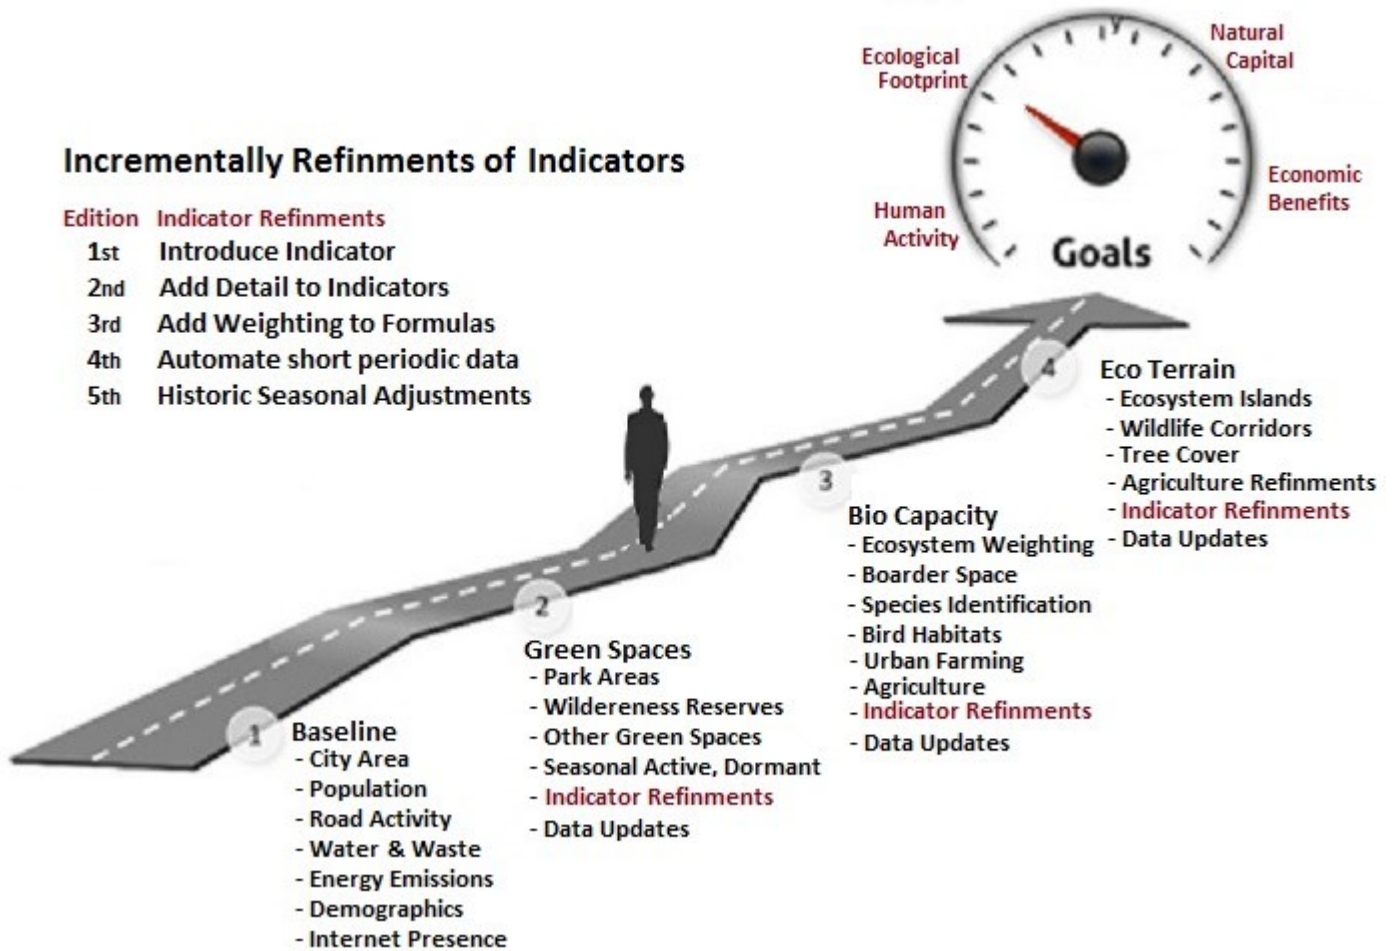 Ecological
Footprint
Natural
Capital
Human
Activity
Economic
Benefits
Goals
Incrementally Refinments of Indicators
Edition Indicator Refinments
1st Introduce Indicator
2nd Add Detail to Indicators
3rd Add Weighting to Formulas
4th Automate short periodic data
5th Historic Seasonal Adjustments
1
Baseline
- City Area
- Population
- Road Activity
- Water & Waste
- Energy Emissions
- Demographics
- Internet Presence
2
Green Spaces
- Park Areas
- Wildereness Reserves
- Other Green Spaces
- Seasonal Active, Dormant
- Indicator Refinments
- Data Updates
3
Bio Capacity
- Ecosystem Weighting
- Boarder Space
- Species Identification
- Bird Habitats
- Urban Farming
- Agriculture
- Indicator Refinments
- Data Updates
4
Eco Terrain
- Ecosystem Islands
- Wildlife Corridors
- Tree Cover
- Agriculture Refinments
- Indicator Refinments
- Data Updates